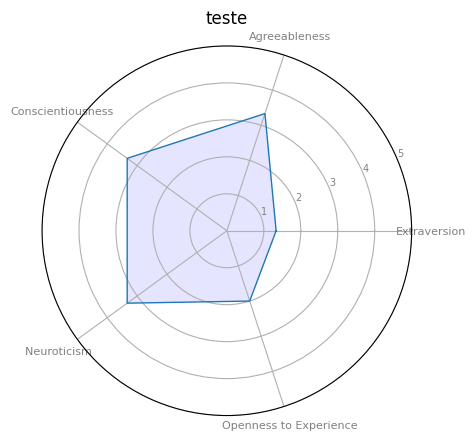 teste
Agreeableness
Conscientiousness
5
4
3
2
1
Extraversion
Neuroticism
Openness to Experience